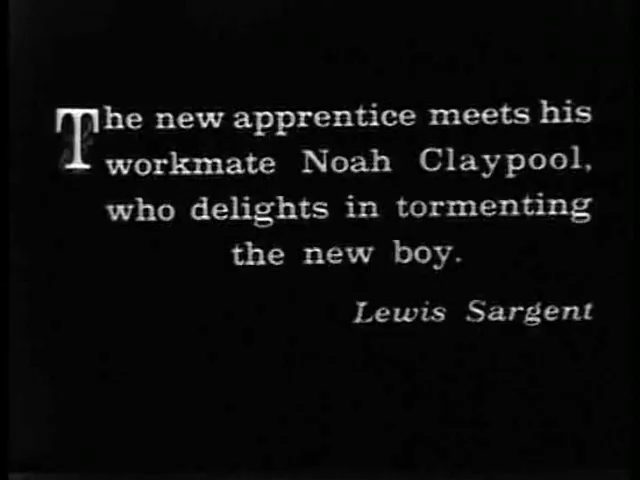 The new apprentice meets his
workmate Noah Claypool,
who delights in tormenting
the new boy.
Lewis Sargent